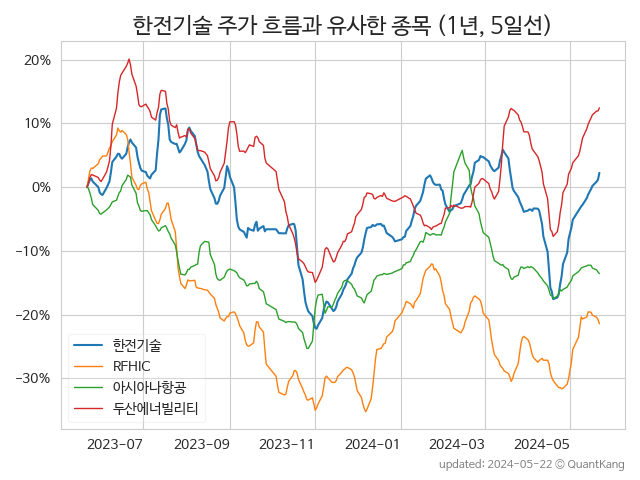 한전기술 주가 흐름과 유사한 종목 (1년, 5일선)
20%
10%
0%
−10%
−20%
−30%
한전기술
RFHIC
아시아나항공
두산에너빌리티
2023−07 2023−09 2023−11 2024−01 2024−03 2024−05
updated: 2024-05-22 © QuantKang